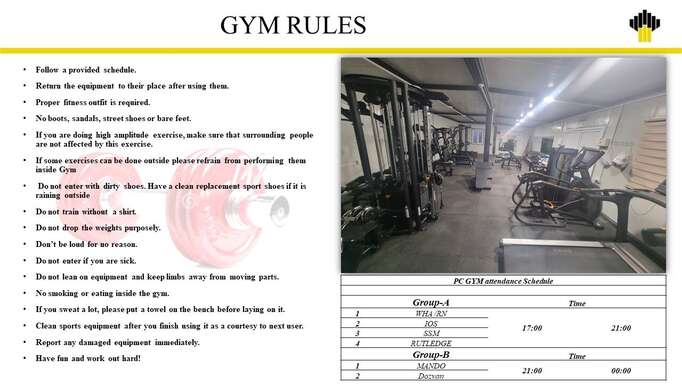 GYM RULES
• Follow a provided schedule.
• Return the equipment to their place after using them.
• Proper fitness outfit is required.
• No boots, sandals, street shoes or bare feet.
• If you are doing high amplitude exercise, make sure that surrounding people
are not affected by this exercise.
• If some exercises can be done outside please refrain from performing them
inside Gym
• Do not enter with dirty shoes. Have a clean replacement sport shoes if it is
raining outside
• Do not train without a shirt.
• Do not drop the weights purposely.
• Don't be loud for no reason.
• Do not enter if you are sick.
• Do not lean on equipment and keep limbs away from moving parts.
• No smoking or eating inside the gym.
• If you sweat a lot, please put a towel on the bench before laying on it.
• Clean sports equipment after you finish using it as a courtesy to next user.
• Report any damaged equipment immediately.
• Have fun and work out hard!
PC GYM attendance Schedule
Group-A Time
1 WHA /RN 17:00 21:00
2 IOS
3 SSM
4 RUTLEDGE
Group-B Time
1 MANDO 21:00 00:00
2 Dozvan